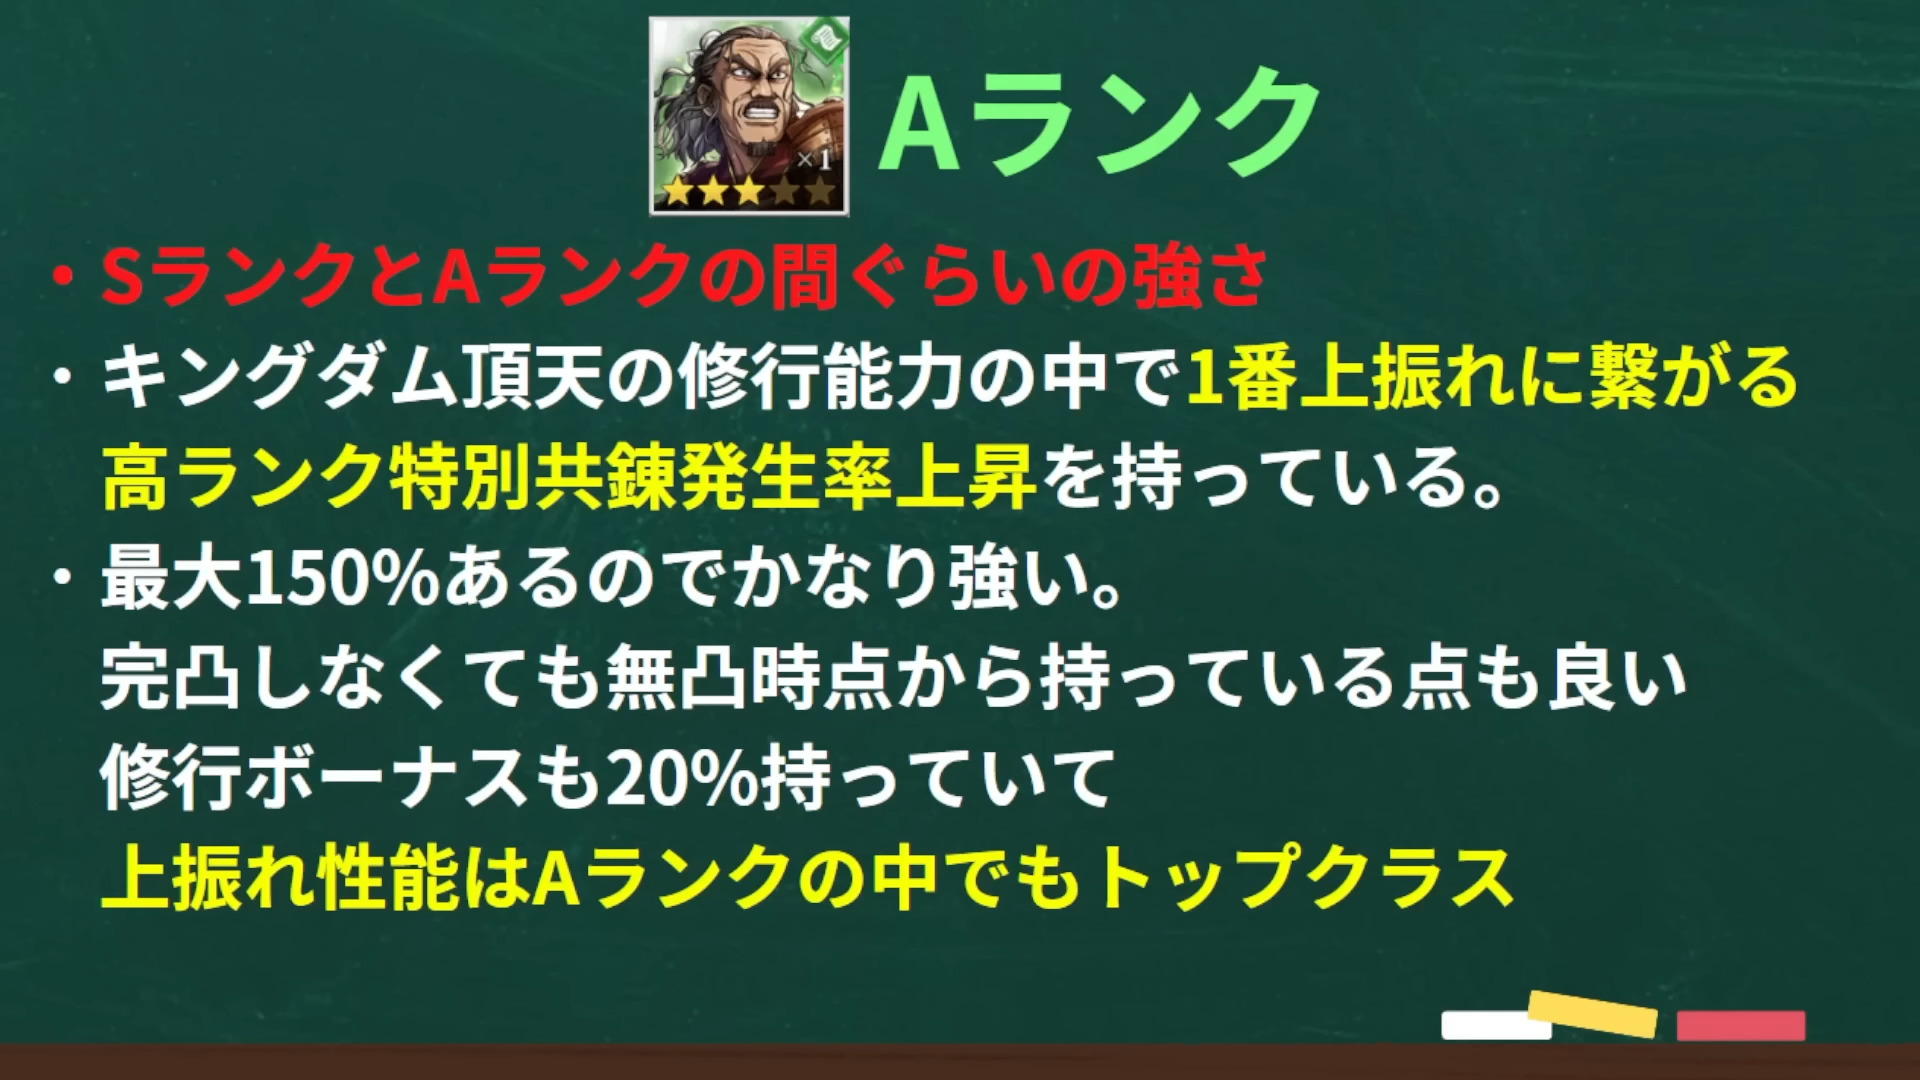 ×1
Aランク
・SランクとAランクの間ぐらいの強さ
・キングダム頂天の修行能力の中で1番上振れに繋がる
高ランク特別共錬発生率上昇を持っている。
・最大150%あるのでかなり強い。
完凸しなくても無凸時点から持っている点も良い
修行ボーナスも20%持っていて
上振れ性能はAランクの中でもトップクラス